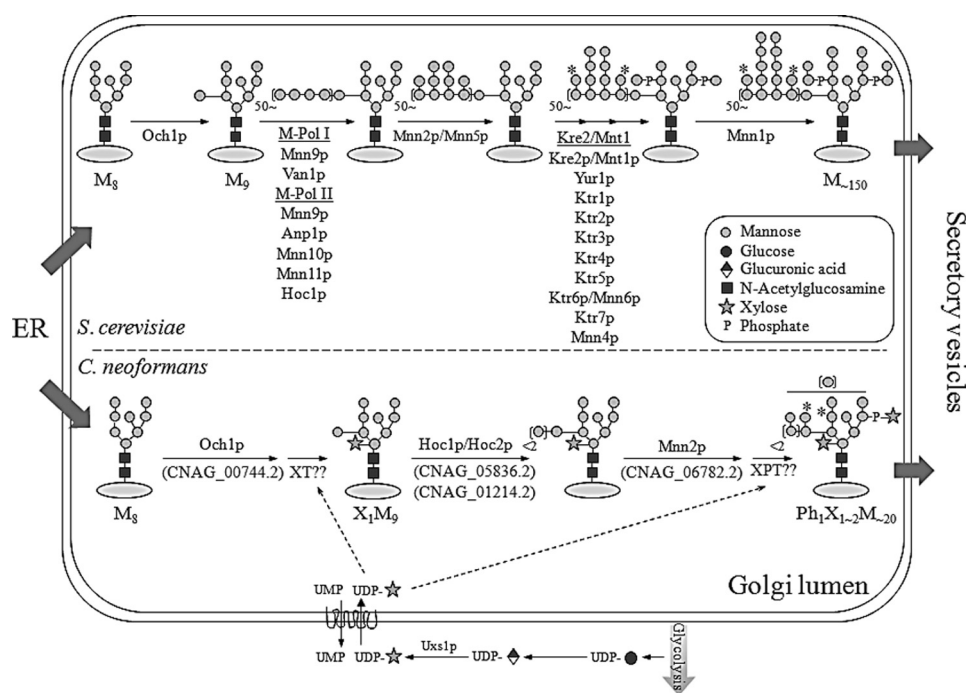 50~
50~
50~
50~
* *
* *
P
P
P P
Och1p
M-Pol I
Mnn9p
Van1p
M-Pol II
Mnn9p
Anp1p
Mnn10p
Mnn11p
Hoc1p
Mnn2p/Mnn5p
Kre2/Mnt1
Kre2p/Mnt1p
Yur1p
Ktr1p
Ktr2p
Ktr3p
Ktr4p
Ktr5p
Ktr6p/Mnn6p
Ktr7p
Mnn4p
Mnn1p
M8
M9
M~150
Mannose
Glucose
Glucuronic acid
N-Acetylglucosamine
Xylose
P Phosphate
ER
S. cerevisiae
C. neoformans
Secretory vesicles
Och1p
(CNAG_00744.2)
XT??
Hoc1p/Hoc2p
(CNAG_05836.2)
(CNAG_01214.2)
<2
Mnn2p
(CNAG_06782.2)
XPT??
<2
* *
P
M8
X1M9
Ph1X1~2M~20
Golgi lumen
UMP UDP-
UMP UDP-
Uxs1p
UDP-
UDP-
Glycolysis